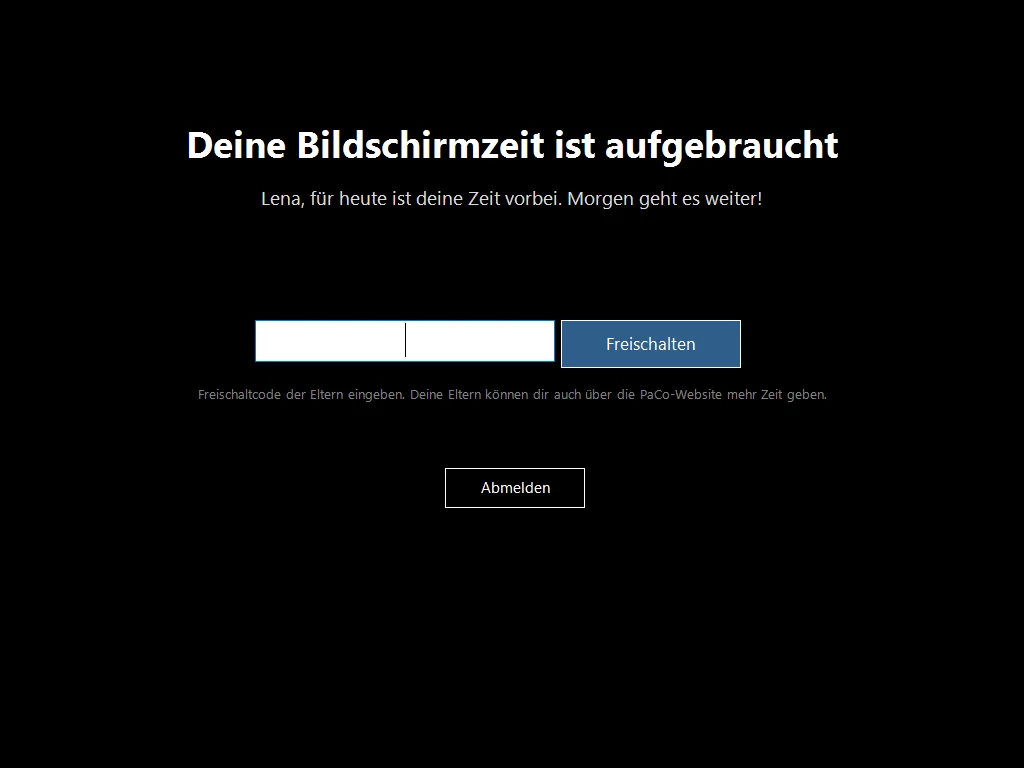 Deine Bildschirmzeit ist aufgebraucht
Lena, für heute ist deine Zeit vorbei. Morgen geht es weiter!
Freischalten
Freischaltcode der Eltern eingeben. Deine Eltern können dir auch über die PaCo-Website mehr Zeit geben.
Abmelden